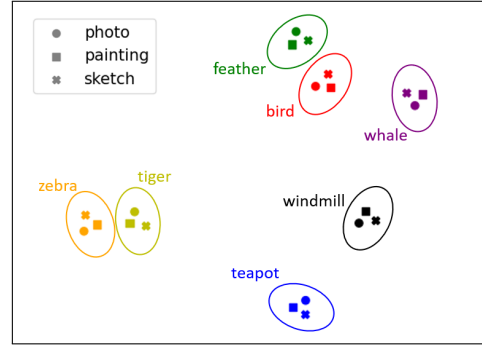 photo
painting
sketch
feather
bird
whale
tiger
zebra
windmill
teapot